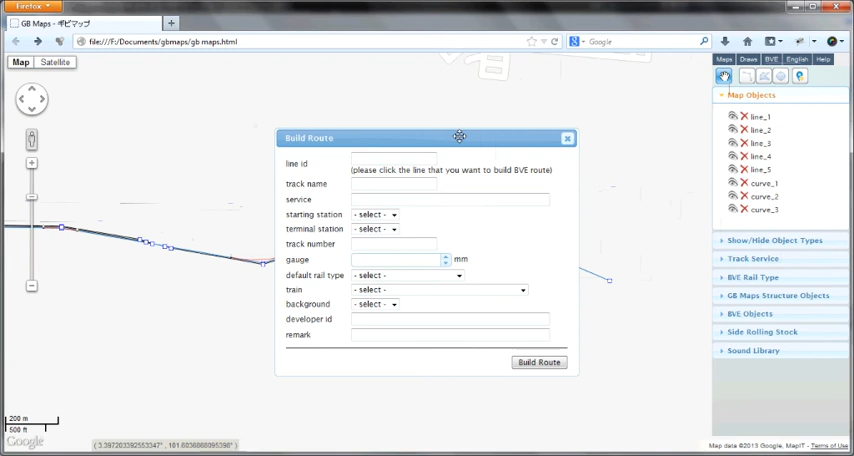 Firefox
GB Maps - ギビマップ
file:///F:/Documents/gbmaps/gb maps.html
Google
Map
Satellite
Maps
Draws
BVE
English
Help
Map Objects
line_1
line_2
line_3
line_4
line_5
curve_1
curve_2
curve_3
Show/Hide Object Types
Track Service
BVE Rail Type
GB Maps Structure Objects
BVE Objects
Side Rolling Stock
Sound Library
Build Route
line id
(please click the line that you want to build BVE route)
track name
service
starting station - select -
terminal station - select -
track number
gauge mm
default rail type - select -
train - select -
background - select -
developer id
remark
Build Route
200 m
500 ft
Google
Map data ©2013 Google, MapIT - Terms of Use